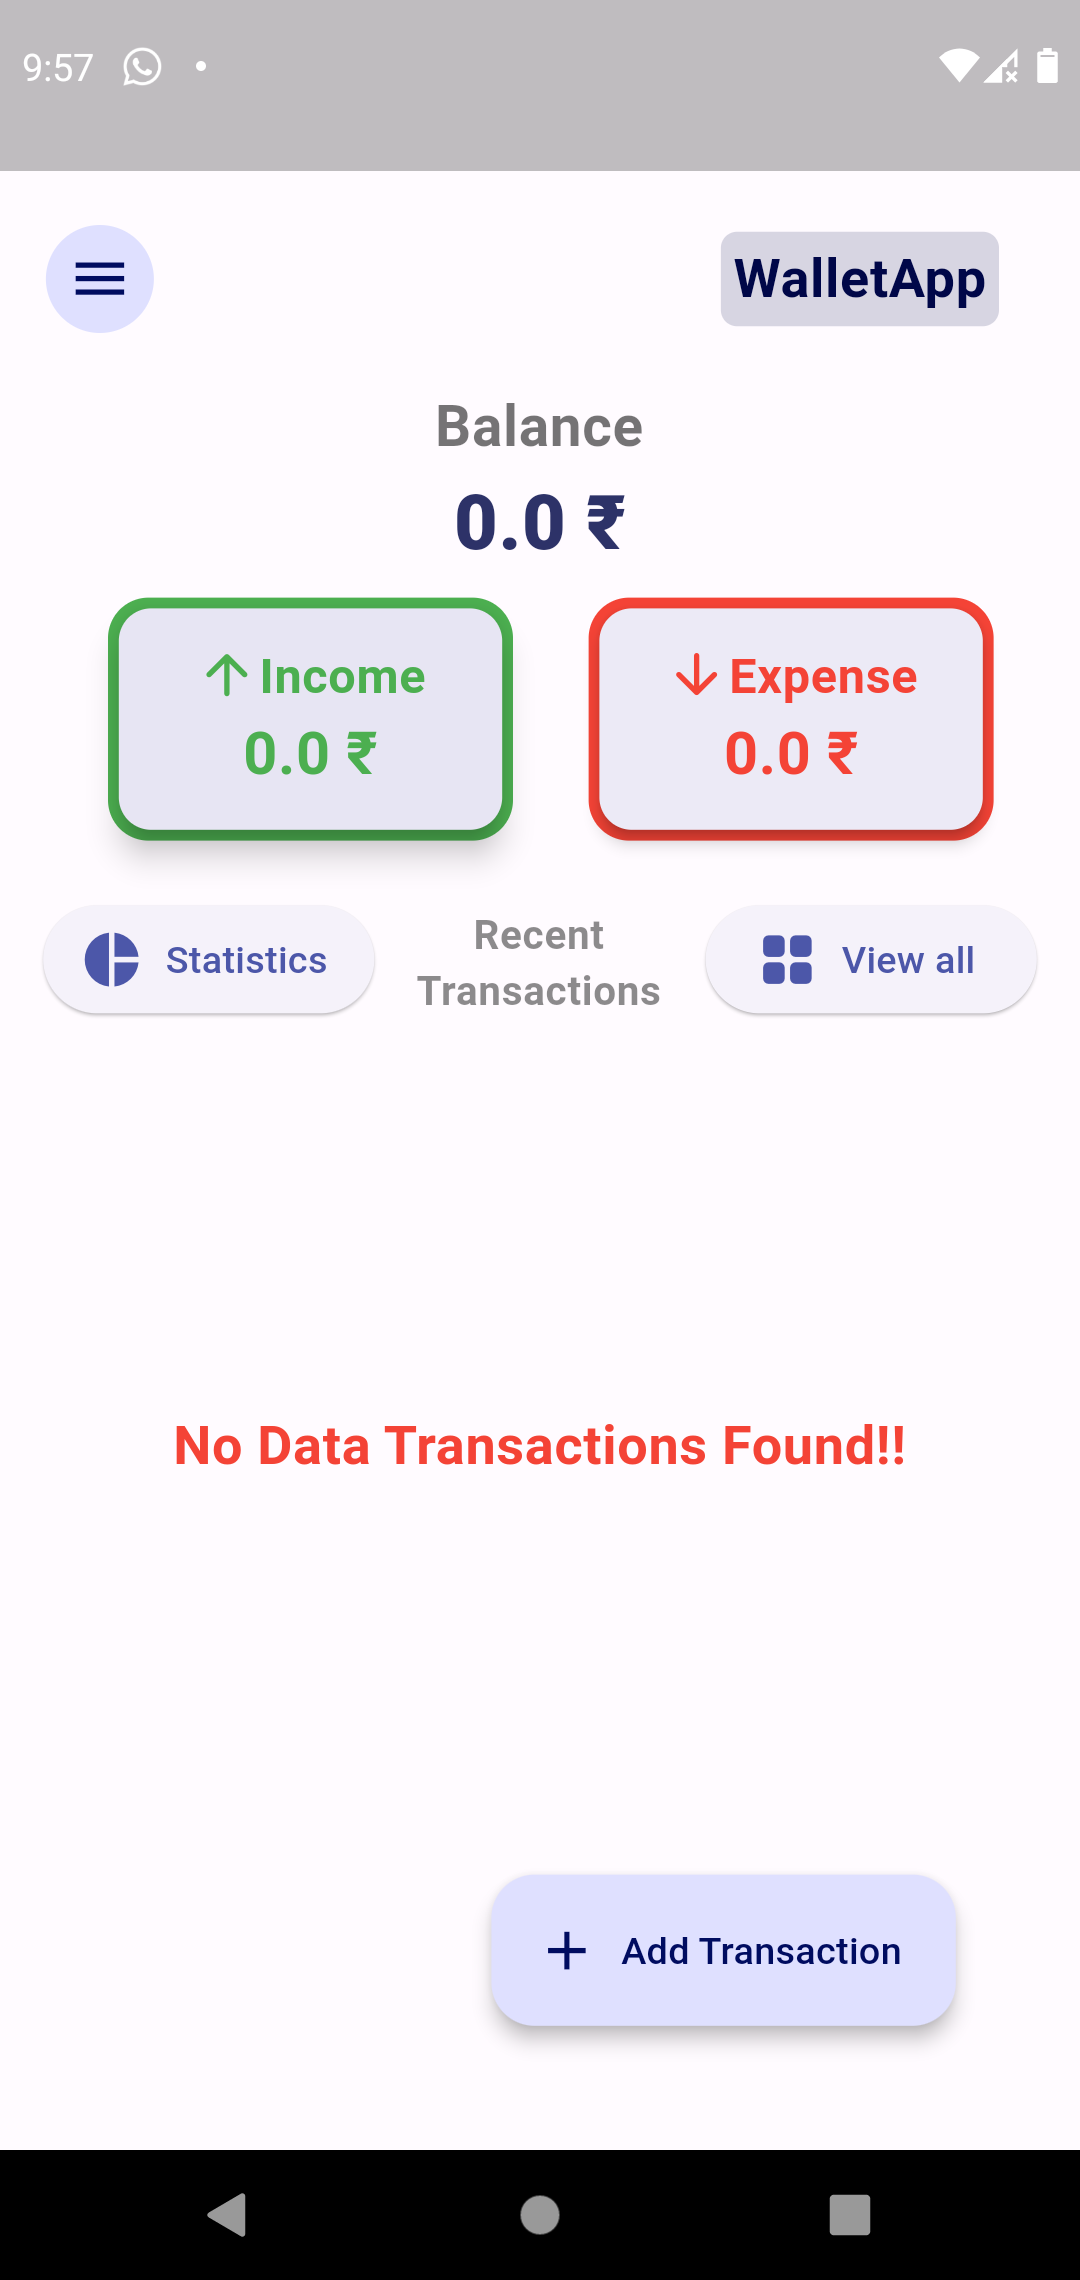 9:57
WalletApp
Balance
0.0 ₹
Income
0.0 ₹
Expense
0.0 ₹
Statistics
Recent
Transactions
View all
No Data Transactions Found!!
Add Transaction